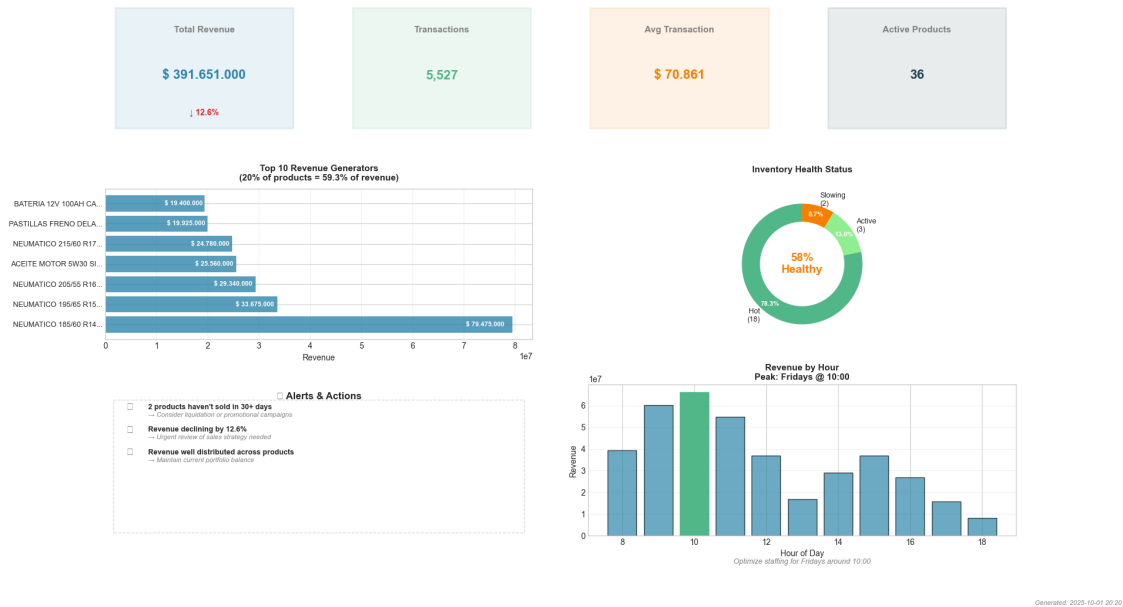 Total Revenue
$ 391.651.000
↓ 12.6%
Transactions
5,527
Avg Transaction
$ 70.861
Active Products
36
Top 10 Revenue Generators
(20% of products = 59.3% of revenue)
BATERIA 12V 100AH CA...
$ 19.400.000
PASTILLAS FRENO DELA...
$ 19.925.000
NEUMATICO 215/60 R17...
$ 24.780.000
ACEITE MOTOR 5W30 SI...
$ 25.560.000
NEUMATICO 205/55 R16...
$ 29.340.000
NEUMATICO 195/65 R15...
$ 33.675.000
NEUMATICO 185/60 R14...
$ 79.475.000
0 1 2 3 4 5 6 7 8
1e7
Revenue
Inventory Health Status
Slowing
(2)
8.7%
Active
(3)
13.0%
58%
Healthy
78.3%
Hot
(18)
Alerts & Actions
2 products haven't sold in 30+ days
→ Consider liquidation or promotional campaigns
Revenue declining by 12.6%
→ Urgent review of sales strategy needed
Revenue well distributed across products
→ Maintain current portfolio balance
Revenue by Hour
Peak: Fridays @ 10:00
1e7
6
5
4
3
2
1
0
Revenue
8 10 12 14 16 18
Hour of Day
Optimize staffing for Fridays around 10:00
Generated: 2025-10-01 20:20